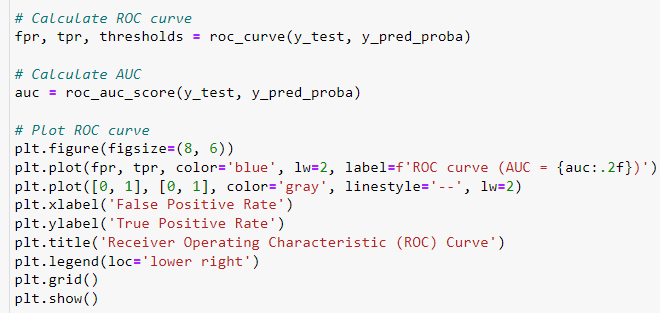 # Calculate ROC curve
fpr, tpr, thresholds = roc_curve(y_test, y_pred_proba)
# Calculate AUC
auc = roc_auc_score(y_test, y_pred_proba)
# Plot ROC curve
plt.figure(figsize=(8, 6))
plt.plot(fpr, tpr, color='blue', lw=2, label=f'ROC curve (AUC = {auc:.2f})')
plt.plot([0, 1], [0, 1], color='gray', linestyle='--', lw=2)
plt.xlabel('False Positive Rate')
plt.ylabel('True Positive Rate')
plt.title('Receiver Operating Characteristic (ROC) Curve')
plt.legend(loc='lower right')
plt.grid()
plt.show()